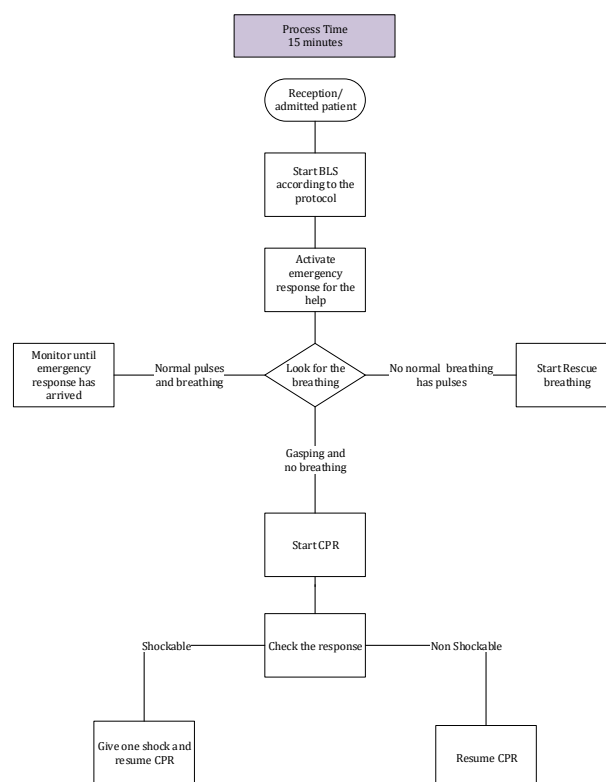 Process Time
15 minutes
Reception/
admitted patient
Start BLS
according to the
protocol
Activate
emergency
response for the
help
Monitor until
emergency
response has
arrived
Normal pulses
and breathing
Look for the
breathing
No normal breathing
has pulses
Start Rescue
breathing
Gasping and
no breathing
Start CPR
Shockable
Check the response
Non Shockable
Give one shock and
resume CPR
Resume CPR